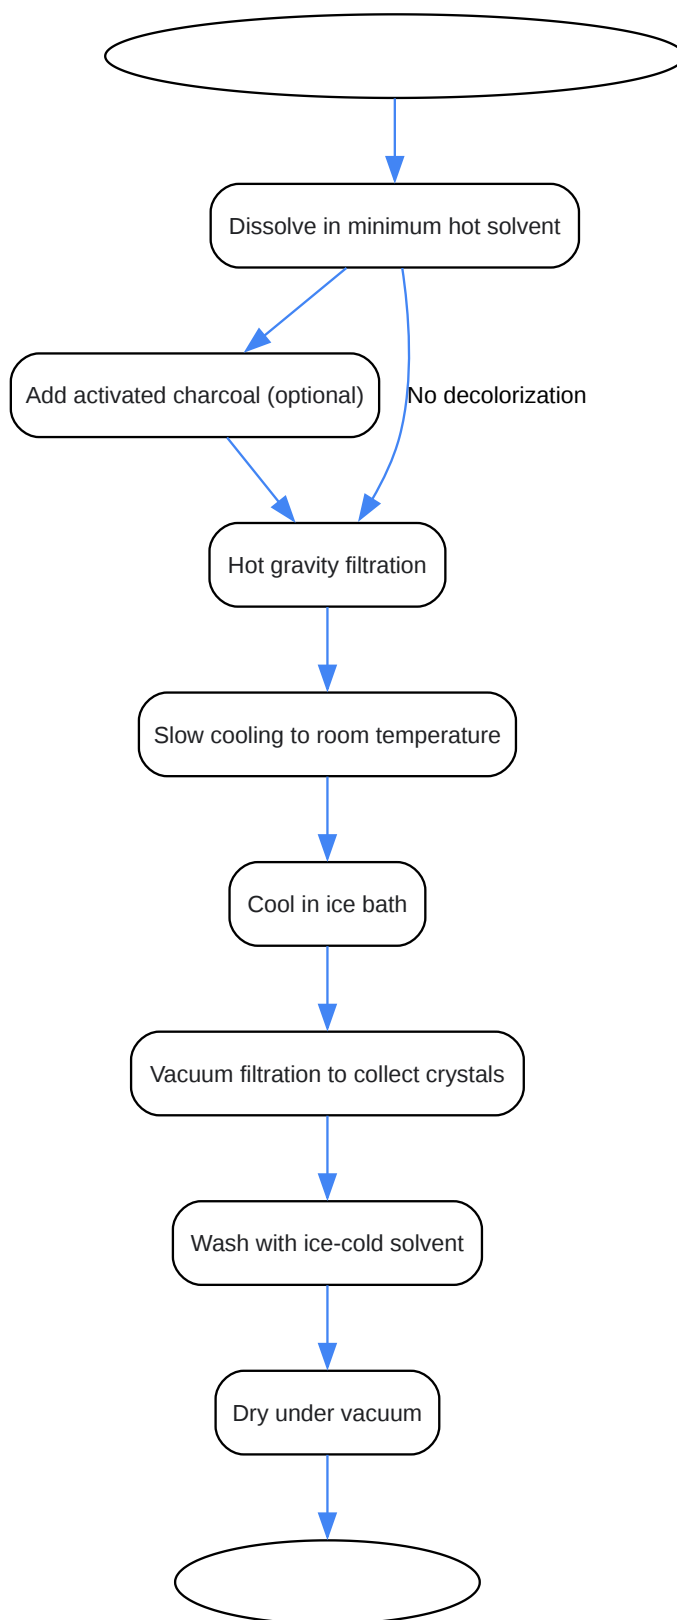 Dissolve in minimum hot solvent
Add activated charcoal (optional)
No decolorization
Hot gravity filtration
Slow cooling to room temperature
Cool in ice bath
Vacuum filtration to collect crystals
Wash with ice-cold solvent
Dry under vacuum